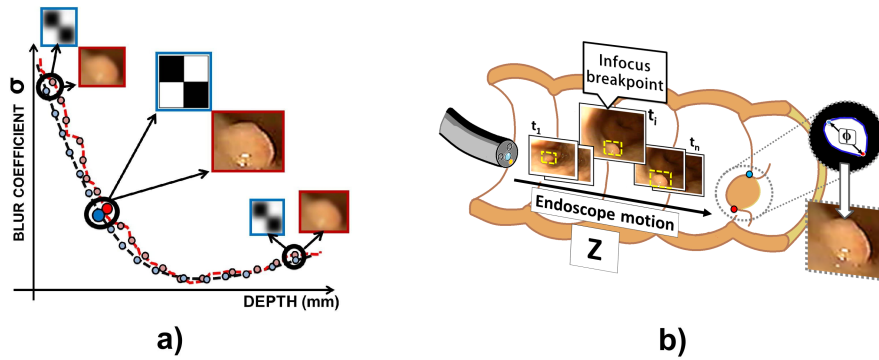 BLUR COEFFICIENT σ
DEPTH (mm)
a)
Infocus
breakpoint
t1
ti
tn
Endoscope motion
Z
ϕ
b)